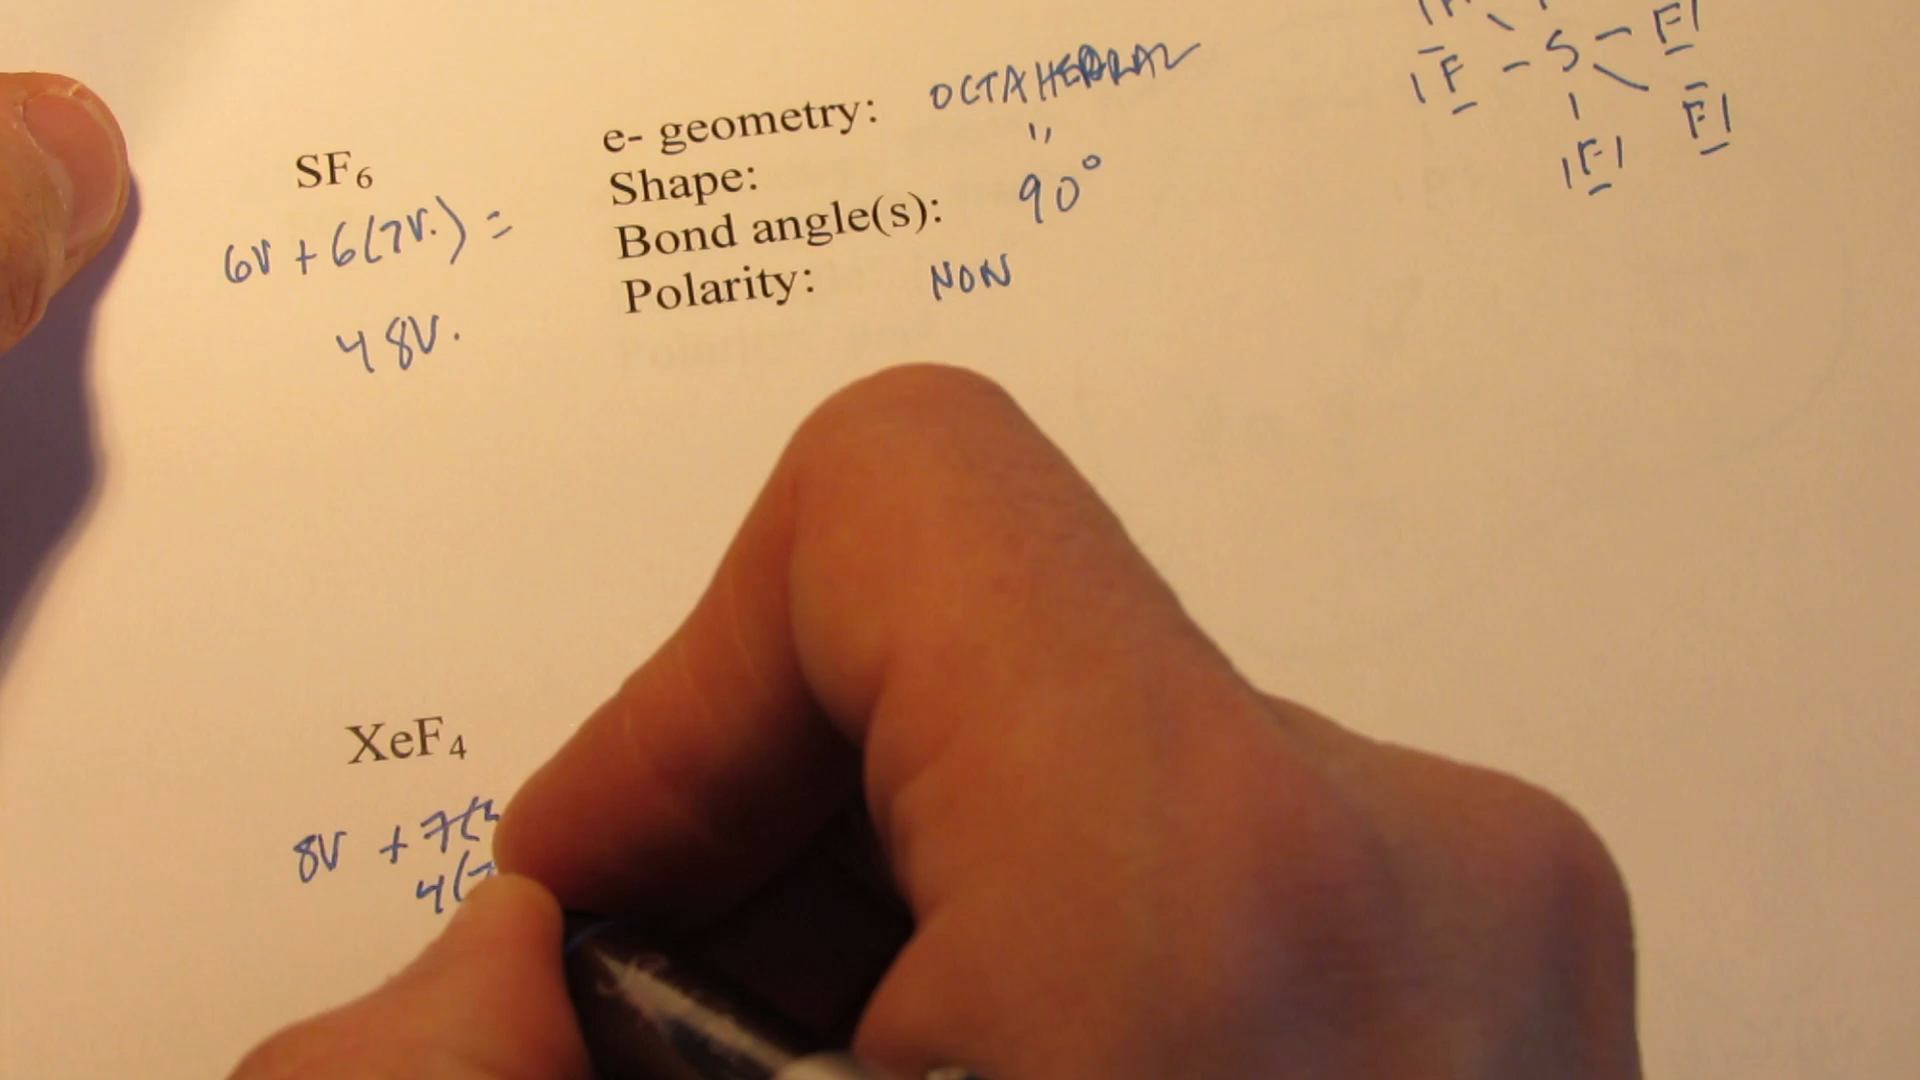 SF6
6V + 6(7V.) =
48V.
e- geometry: OCTAHEDRAL
Shape: "
Bond angle(s): 90°
Polarity: NON
F - S - F
F F
XeF4
8V + 7(
4(